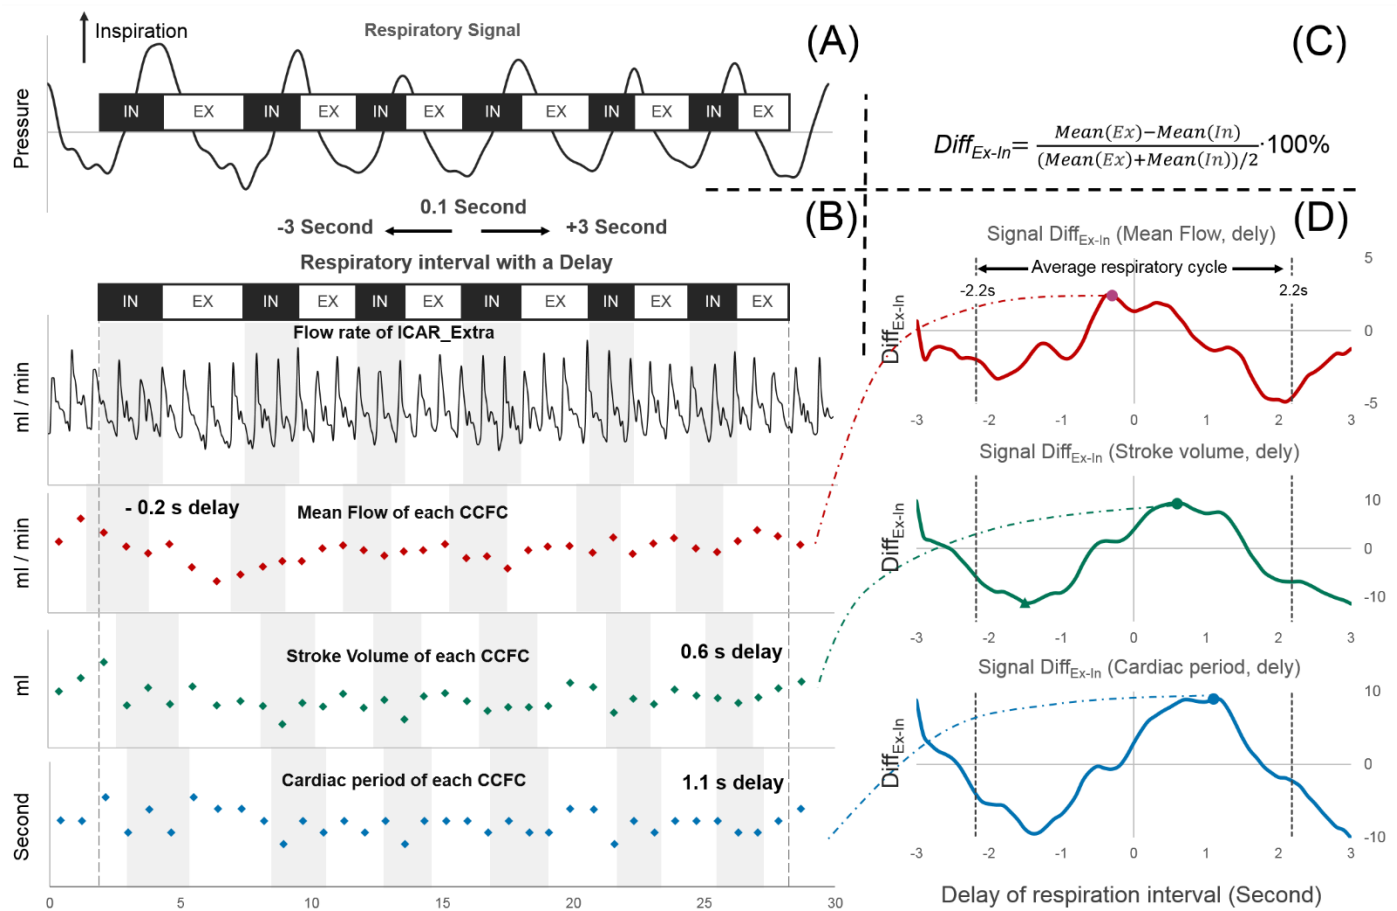 Inspiration
Respiratory Signal
(A)
Pressure
IN EX IN EX IN EX IN EX IN EX IN EX
(C)
Diff_Ex-In = Mean(Ex)−Mean(In) / (Mean(Ex)+Mean(In))/2 ·100%
(B)
0.1 Second
-3 Second +3 Second
Respiratory interval with a Delay
IN EX IN EX IN EX IN EX IN EX IN EX
Flow rate of ICAR_Extra
ml / min
- 0.2 s delay
Mean Flow of each CCFC
ml / min
Stroke Volume of each CCFC
0.6 s delay
ml
Cardiac period of each CCFC
1.1 s delay
Second
0 5 10 15 20 25 30
(D)
Signal Diff_Ex-In (Mean Flow, dely)
Average respiratory cycle
-2.2s 2.2s
Diff_Ex-In
5
0
-5
-3 -2 -1 0 1 2 3
Signal Diff_Ex-In (Stroke volume, dely)
Diff_Ex-In
10
0
-10
-3 -2 -1 0 1 2 3
Signal Diff_Ex-In (Cardiac period, dely)
Diff_Ex-In
10
0
-10
-3 -2 -1 0 1 2 3
Delay of respiration interval (Second)